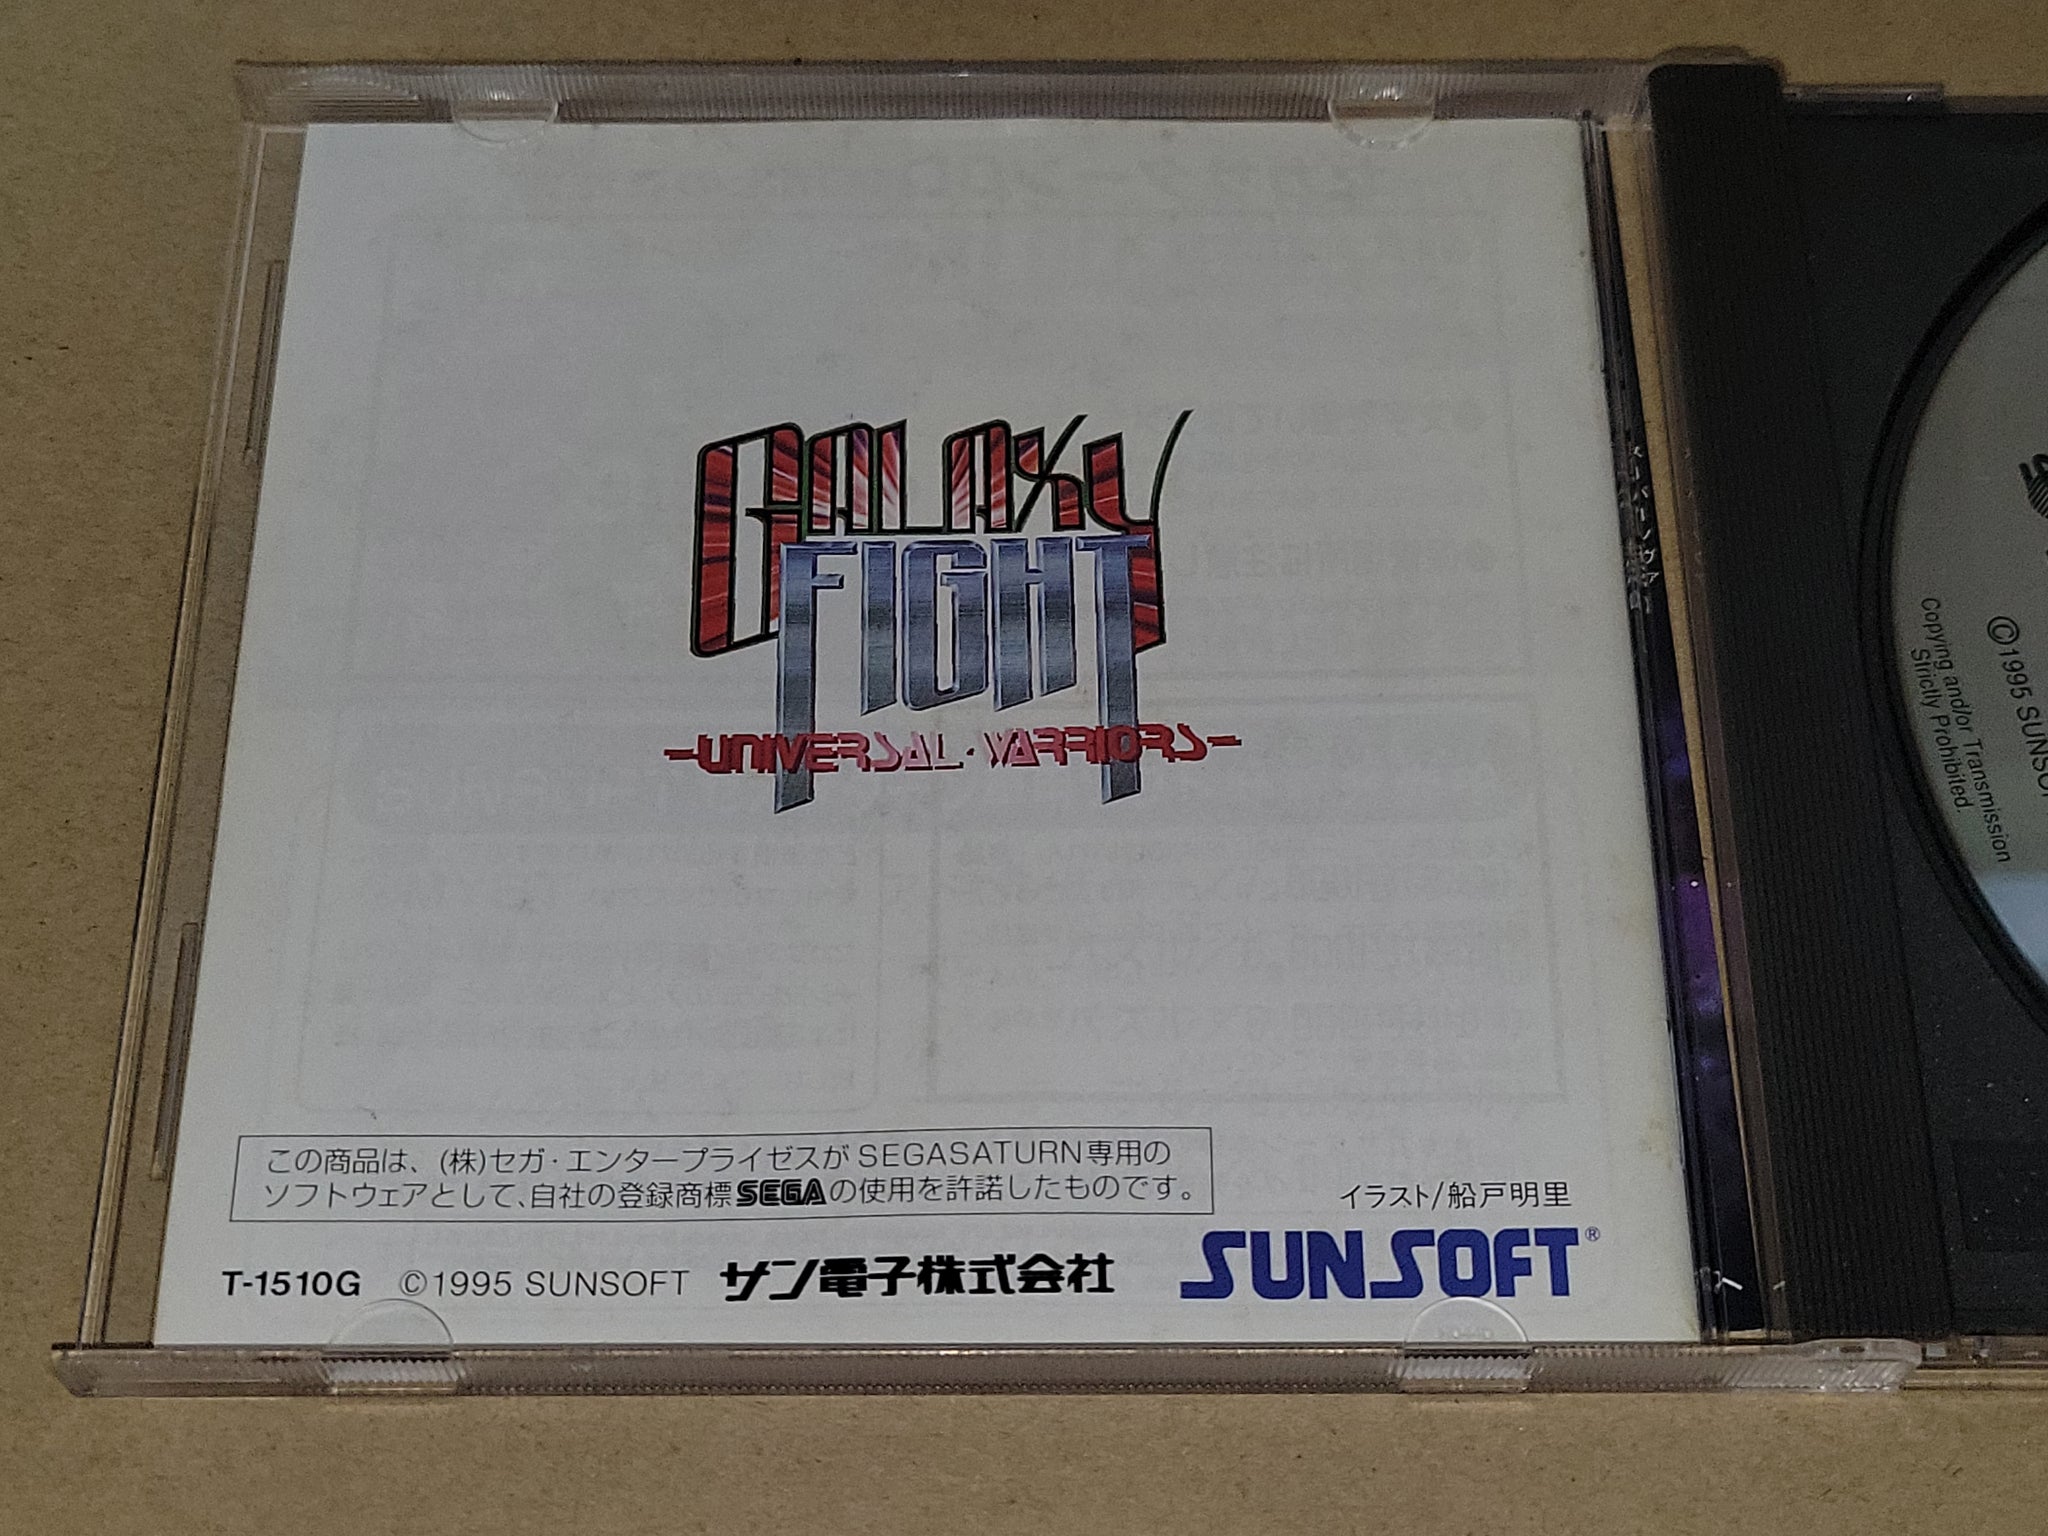 GALAXY
FIGHT
-UNIVERSAL·WARRIORS-
この商品は、(株)セガ・エンタープライゼスがSEGASATURN専用の
ソフトウェアとして、自社の登録商標SEGAの使用を許諾したものです。
イラスト/船戸明里
T-1510G ©1995 SUNSOFT サン電子株式会社 SUNSOFT®
©1995 SUNSO
Copying and/or Transmission
Strictly Prohibited.